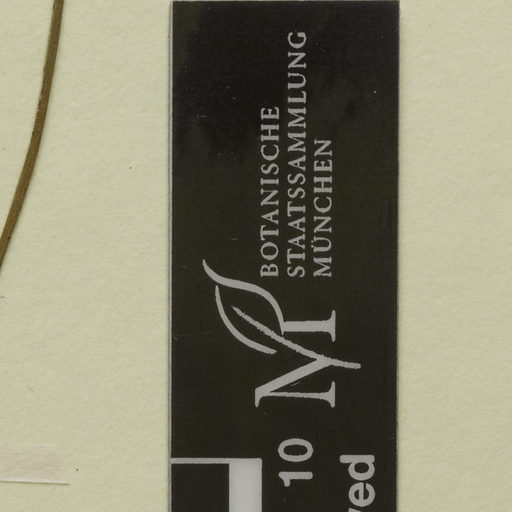 BOTANISCHE
STAATSSAMMLUNG
MÜNCHEN
M
10